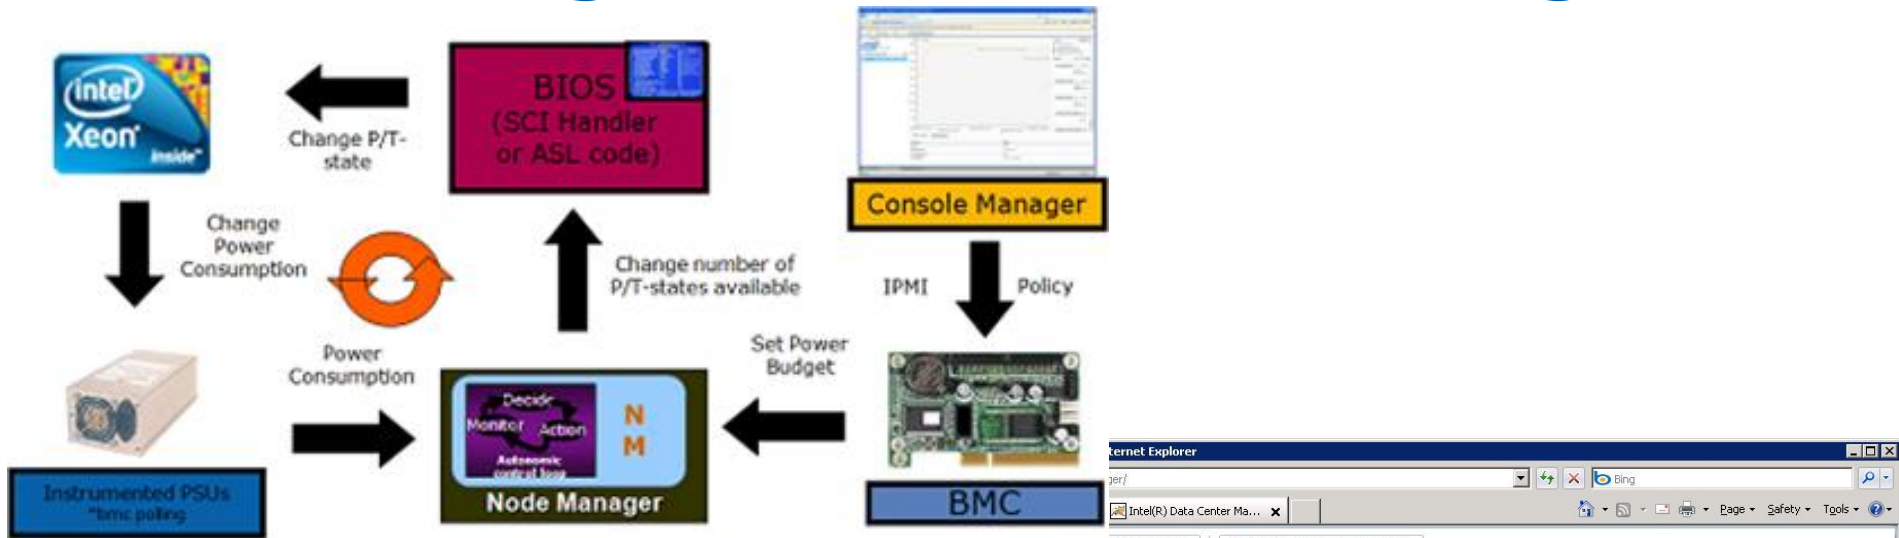 intel
Xeon
inside™
Change P/T-
state
BIOS
(SCI Handler
or ASL code)
Console Manager
Change
Power
Consumption
Change number of
P/T-states available
IPMI
Policy
Power
Consumption
Set Power
Budget
Decide
Monitor
Action
Autonomic
control loop
N
M
Node Manager
Instrumented PSUs
*bmc polling
BMC
ternet Explorer
ger/
Bing
Intel(R) Data Center Ma...
Page
Safety
Tools